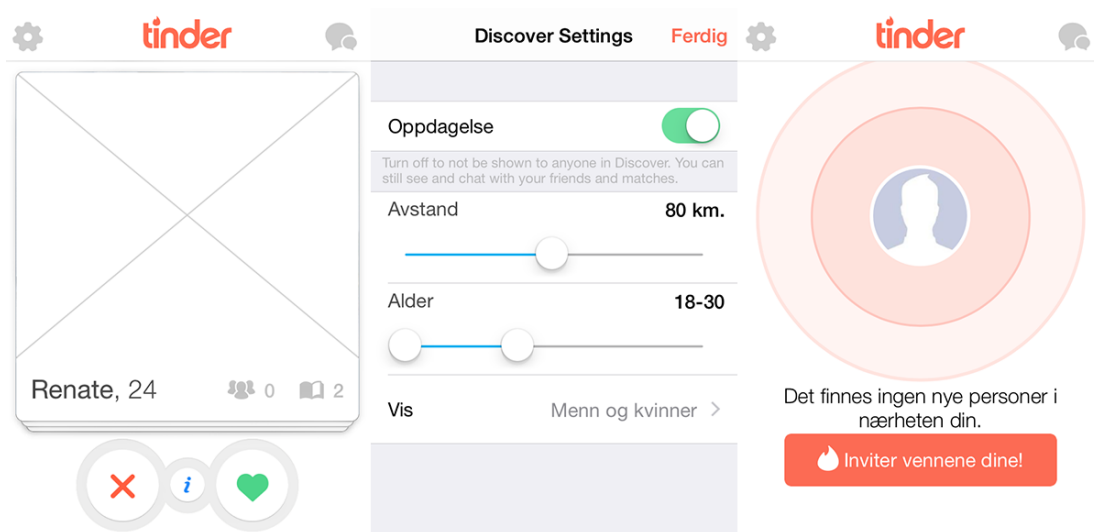 tinder
Renate, 24
0
2
i
Discover Settings
Ferdig
Oppdagelse
Turn off to not be shown to anyone in Discover. You can
still see and chat with your friends and matches.
Avstand
80 km.
Alder
18-30
Vis
Menn og kvinner
tinder
Det finnes ingen nye personer i
nærheten din.
Inviter vennene dine!